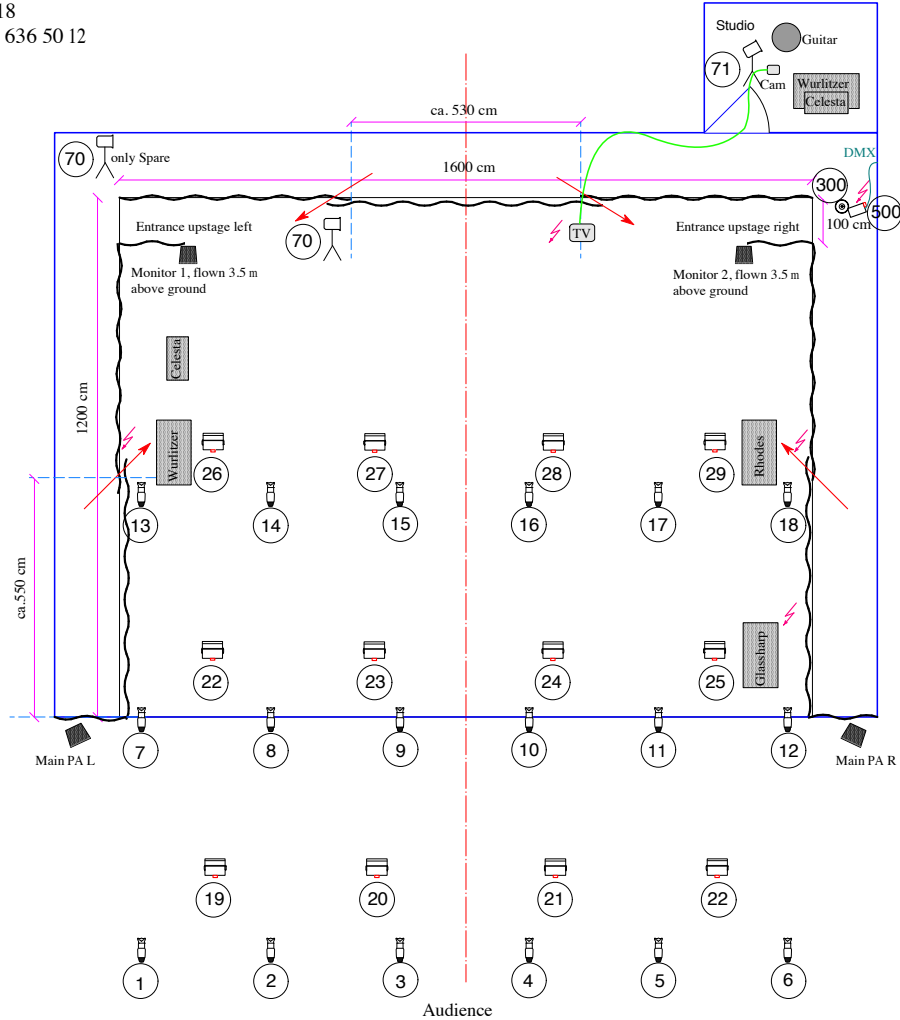 18
636 50 12
Studio
Guitar
71
Cam
Wurlitzer
Celesta
ca. 530 cm
70
only Spare
1600 cm
DMX
300
500
100 cm
Entrance upstage left
70
TV
Entrance upstage right
Monitor 1, flown 3.5 m
above ground
Monitor 2, flown 3.5 m
above ground
Celesta
1200 cm
Wurlitzer
26
27
28
29
Rhodes
13
14
15
16
17
18
ca.550 cm
22
23
24
25
Glassharp
7
8
9
10
11
12
Main PA L
Main PA R
19
20
21
22
1
2
3
4
5
6
Audience